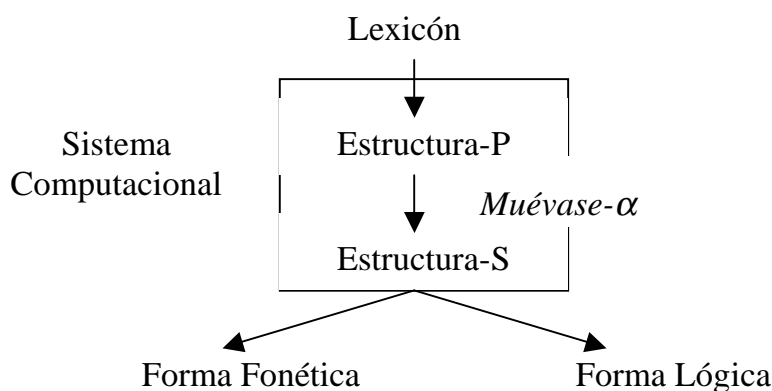 Lexicón
Sistema
Computacional
Estructura-P
Muévase-α
Estructura-S
Forma Fonética
Forma Lógica